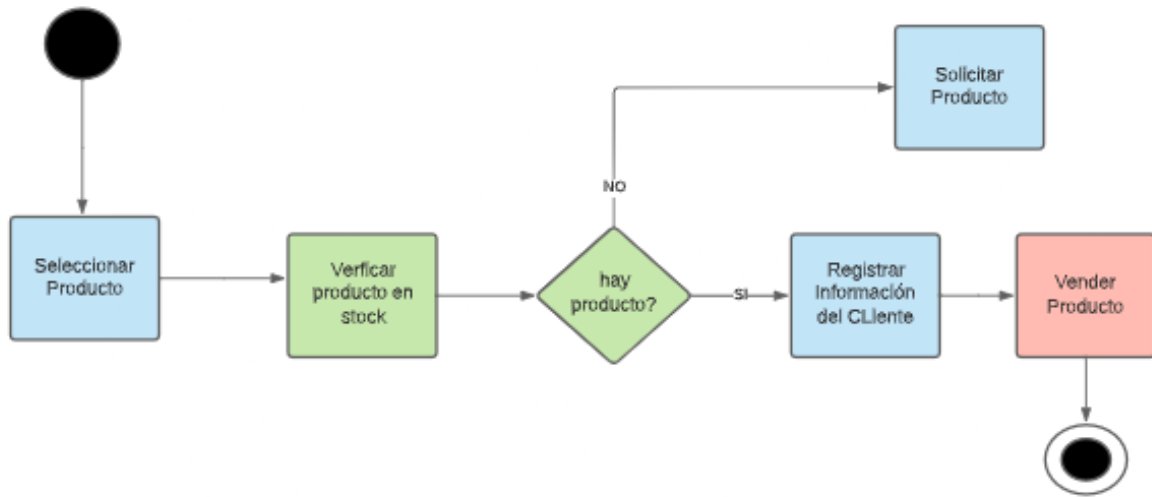 Solicitar
Producto
NO
Seleccionar
Producto
Verficar
producto en
stock
hay
producto?
SI
Registrar
Información
del CLIente
Vender
Producto